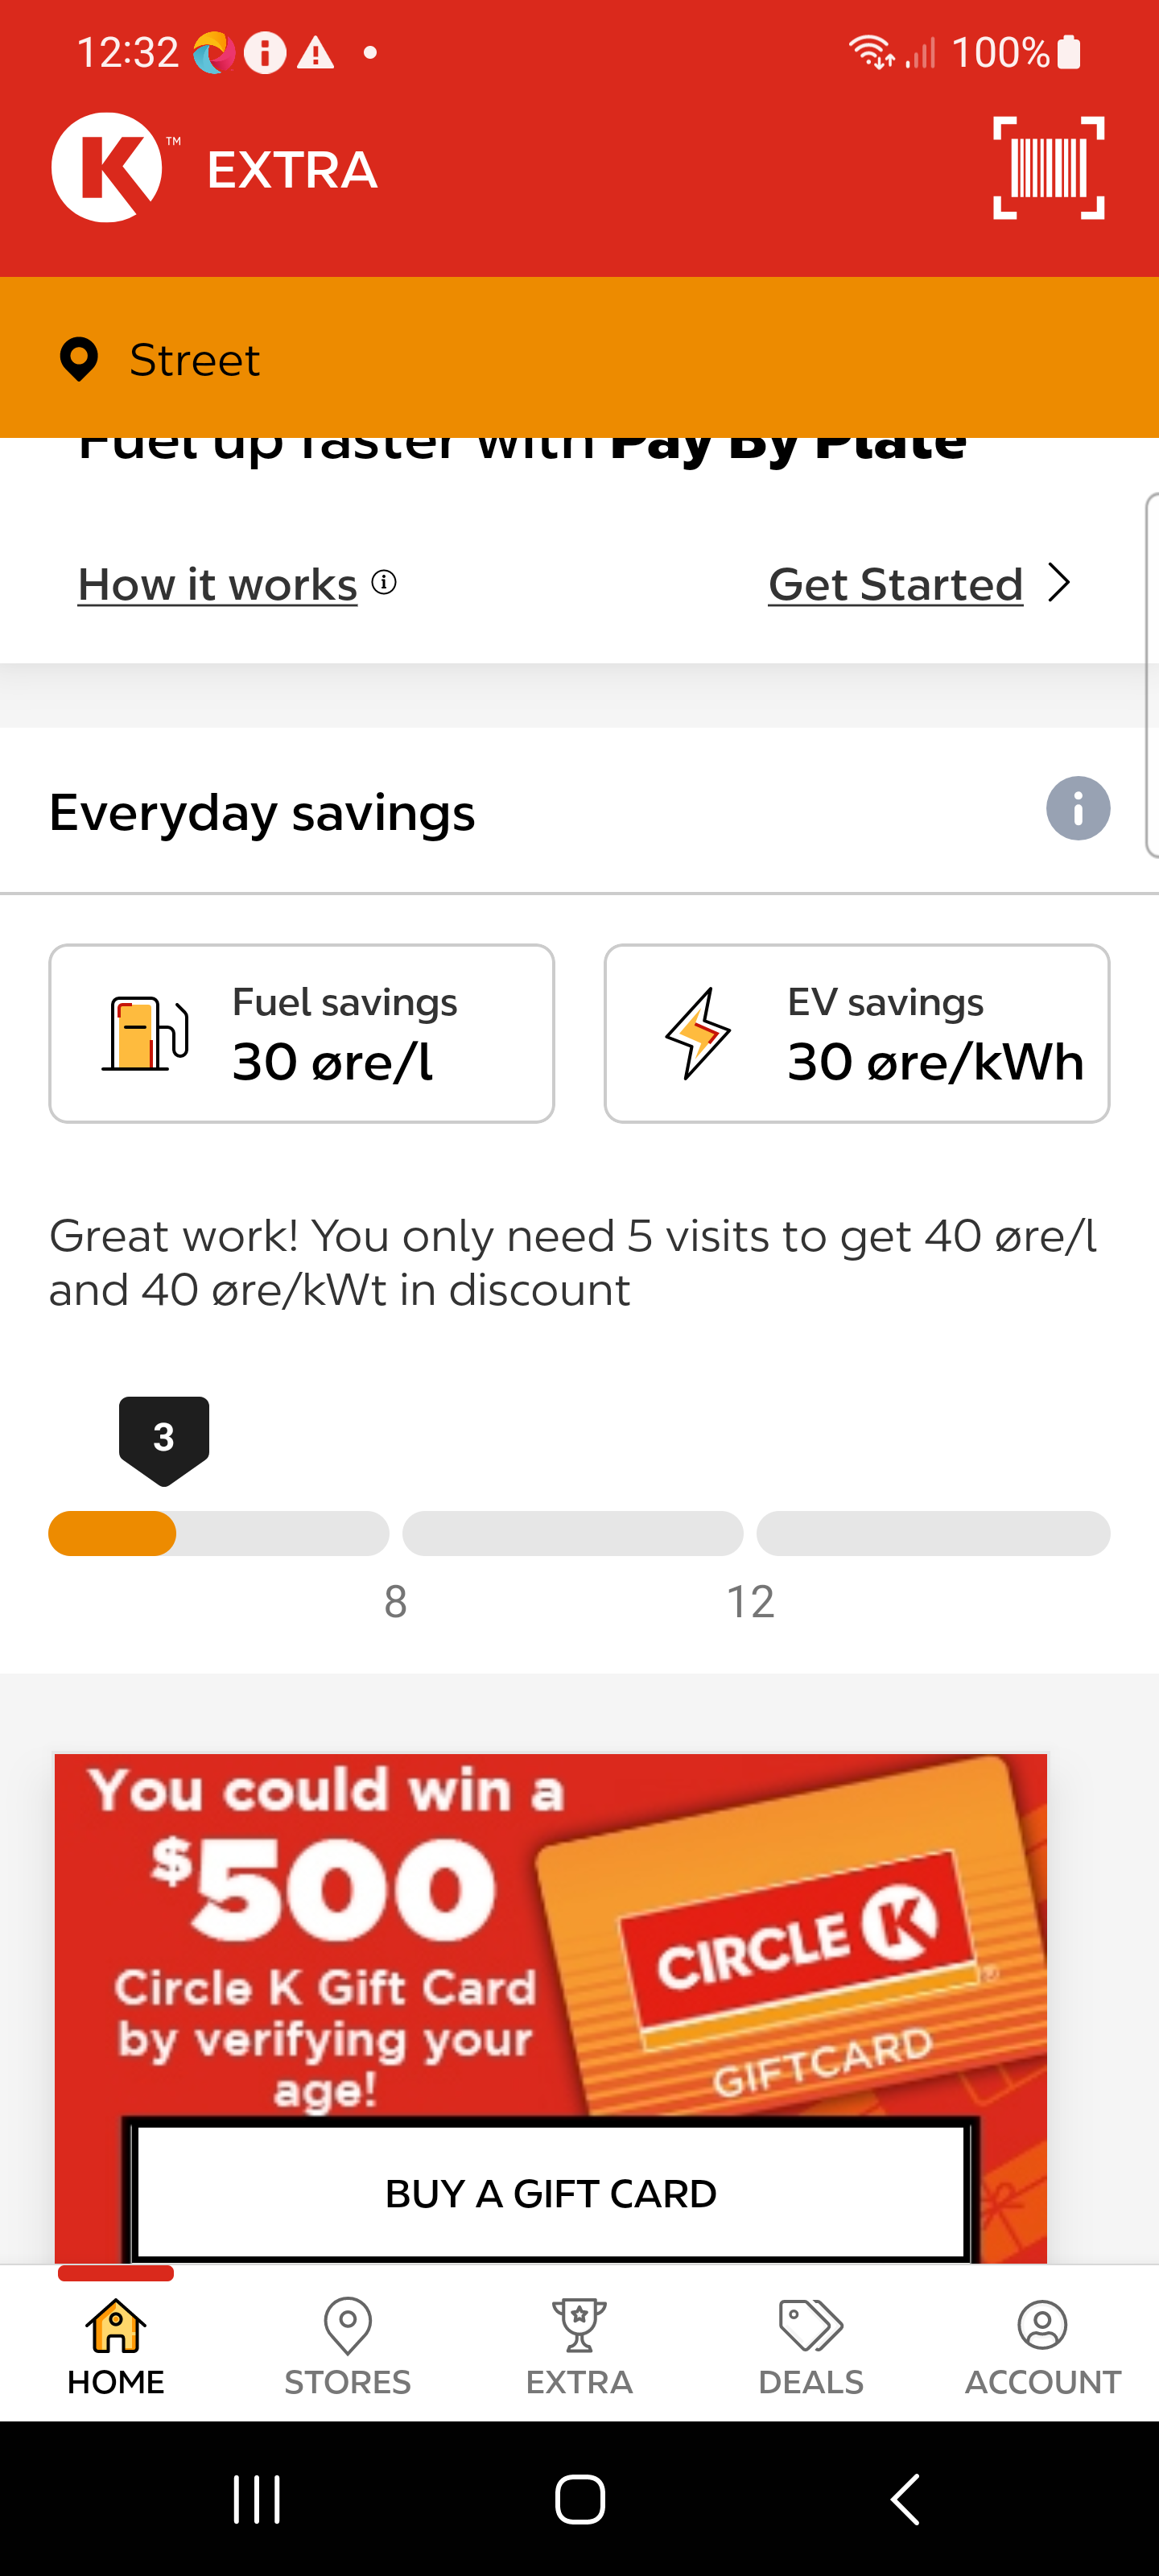 12:32
100%
K™ EXTRA
Street
Fuel up faster with Pay By Plate
How it works
Get Started
Everyday savings
Fuel savings
30 øre/l
EV savings
30 øre/kWh
Great work! You only need 5 visits to get 40 øre/l
and 40 øre/kWt in discount
3
8
12
You could win a
$500
Circle K Gift Card
by verifying your
age!
CIRCLE K
GIFTCARD
BUY A GIFT CARD
HOME
STORES
EXTRA
DEALS
ACCOUNT